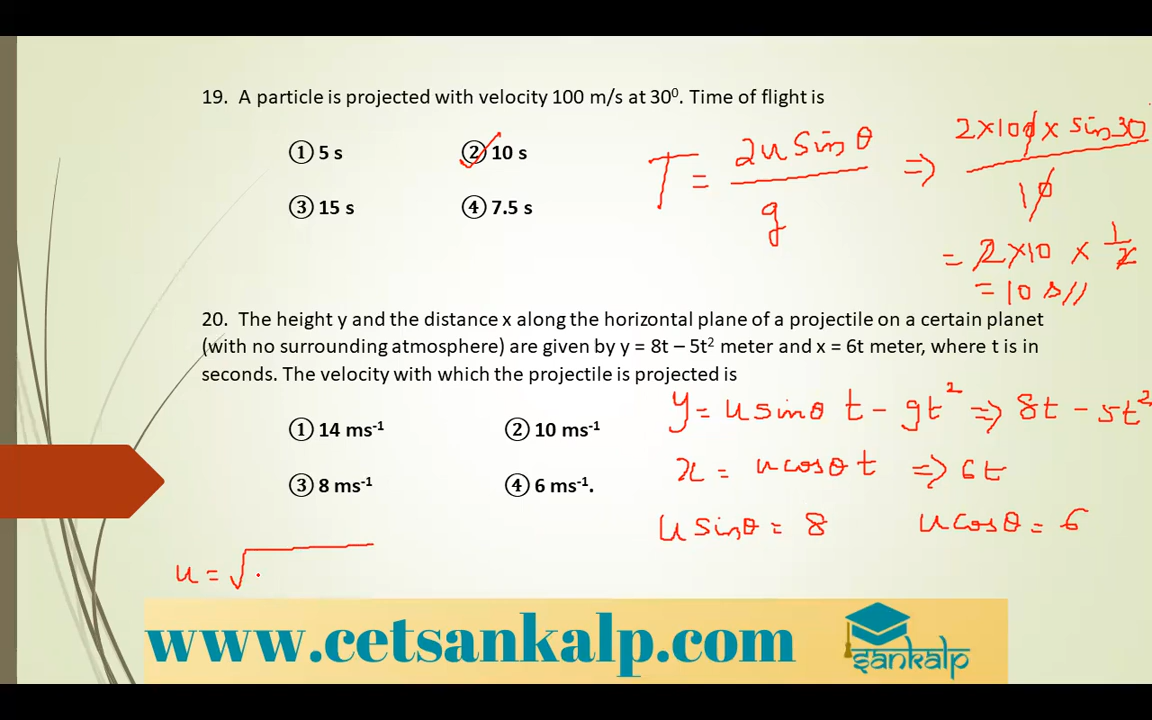 19. A particle is projected with velocity 100 m/s at 30⁰. Time of flight is
① 5 s ② 10 s
③ 15 s ④ 7.5 s
T = 2u sin θ / g ⇒ 2×100× sin 30 / 10
= 2×10 × 1/2
= 10 s //
20. The height y and the distance x along the horizontal plane of a projectile on a certain planet
(with no surrounding atmosphere) are given by y = 8t – 5t² meter and x = 6t meter, where t is in
seconds. The velocity with which the projectile is projected is
① 14 ms⁻¹ ② 10 ms⁻¹
③ 8 ms⁻¹ ④ 6 ms⁻¹.
y = u sin θ t – gt² ⇒ 8t – 5t²
x = u cos θ t ⇒ 6t
u sin θ = 8 u cos θ = 6
u = √
www.cetsankalp.com
sankalp